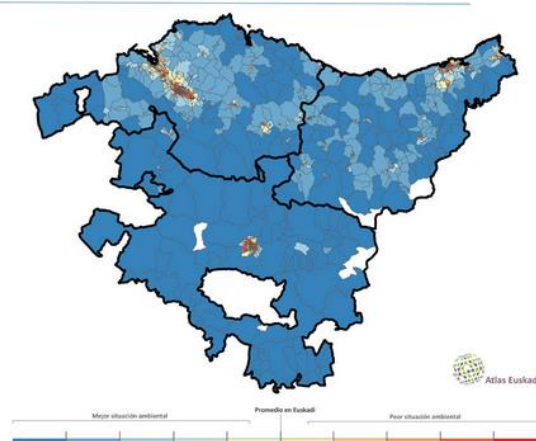 Atlas Euskadi
Mejor situación ambiental
Promedio en Euskadi
Peor situación ambiental